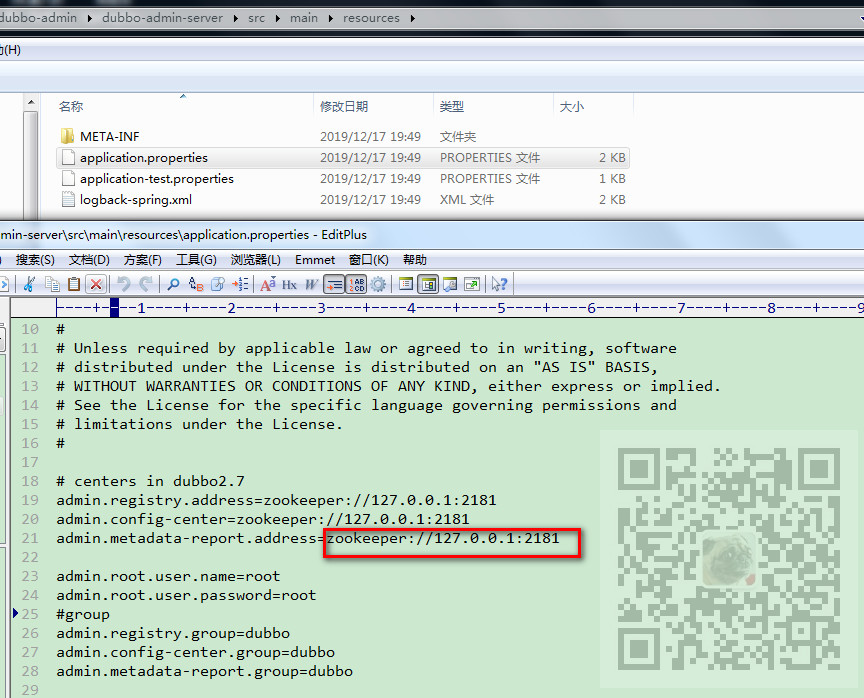 dubbo-admin ▸ dubbo-admin-server ▸ src ▸ main ▸ resources ▸
(H)
名称 修改日期 类型 大小
META-INF 2019/12/17 19:49 文件夹
application.properties 2019/12/17 19:49 PROPERTIES 文件 2 KB
application-test.properties 2019/12/17 19:49 PROPERTIES 文件 1 KB
logback-spring.xml 2019/12/17 19:49 XML 文件 2 KB
min-server\src\main\resources\application.properties - EditPlus
) 搜索(S) 文档(D) 方案(F) 工具(G) 浏览器(L) Emmet 窗口(K) 帮助
----+----1----+----2----+----3----+----4----+----5----+----6----+----7----+----8----+----9
10 #
11 # Unless required by applicable law or agreed to in writing, software
12 # distributed under the License is distributed on an "AS IS" BASIS,
13 # WITHOUT WARRANTIES OR CONDITIONS OF ANY KIND, either express or implied.
14 # See the License for the specific language governing permissions and
15 # limitations under the License.
16 #
17
18 # centers in dubbo2.7
19 admin.registry.address=zookeeper://127.0.0.1:2181
20 admin.config-center=zookeeper://127.0.0.1:2181
21 admin.metadata-report.address=zookeeper://127.0.0.1:2181
22
23 admin.root.user.name=root
24 admin.root.user.password=root
25 #group
26 admin.registry.group=dubbo
27 admin.config-center.group=dubbo
28 admin.metadata-report.group=dubbo
29